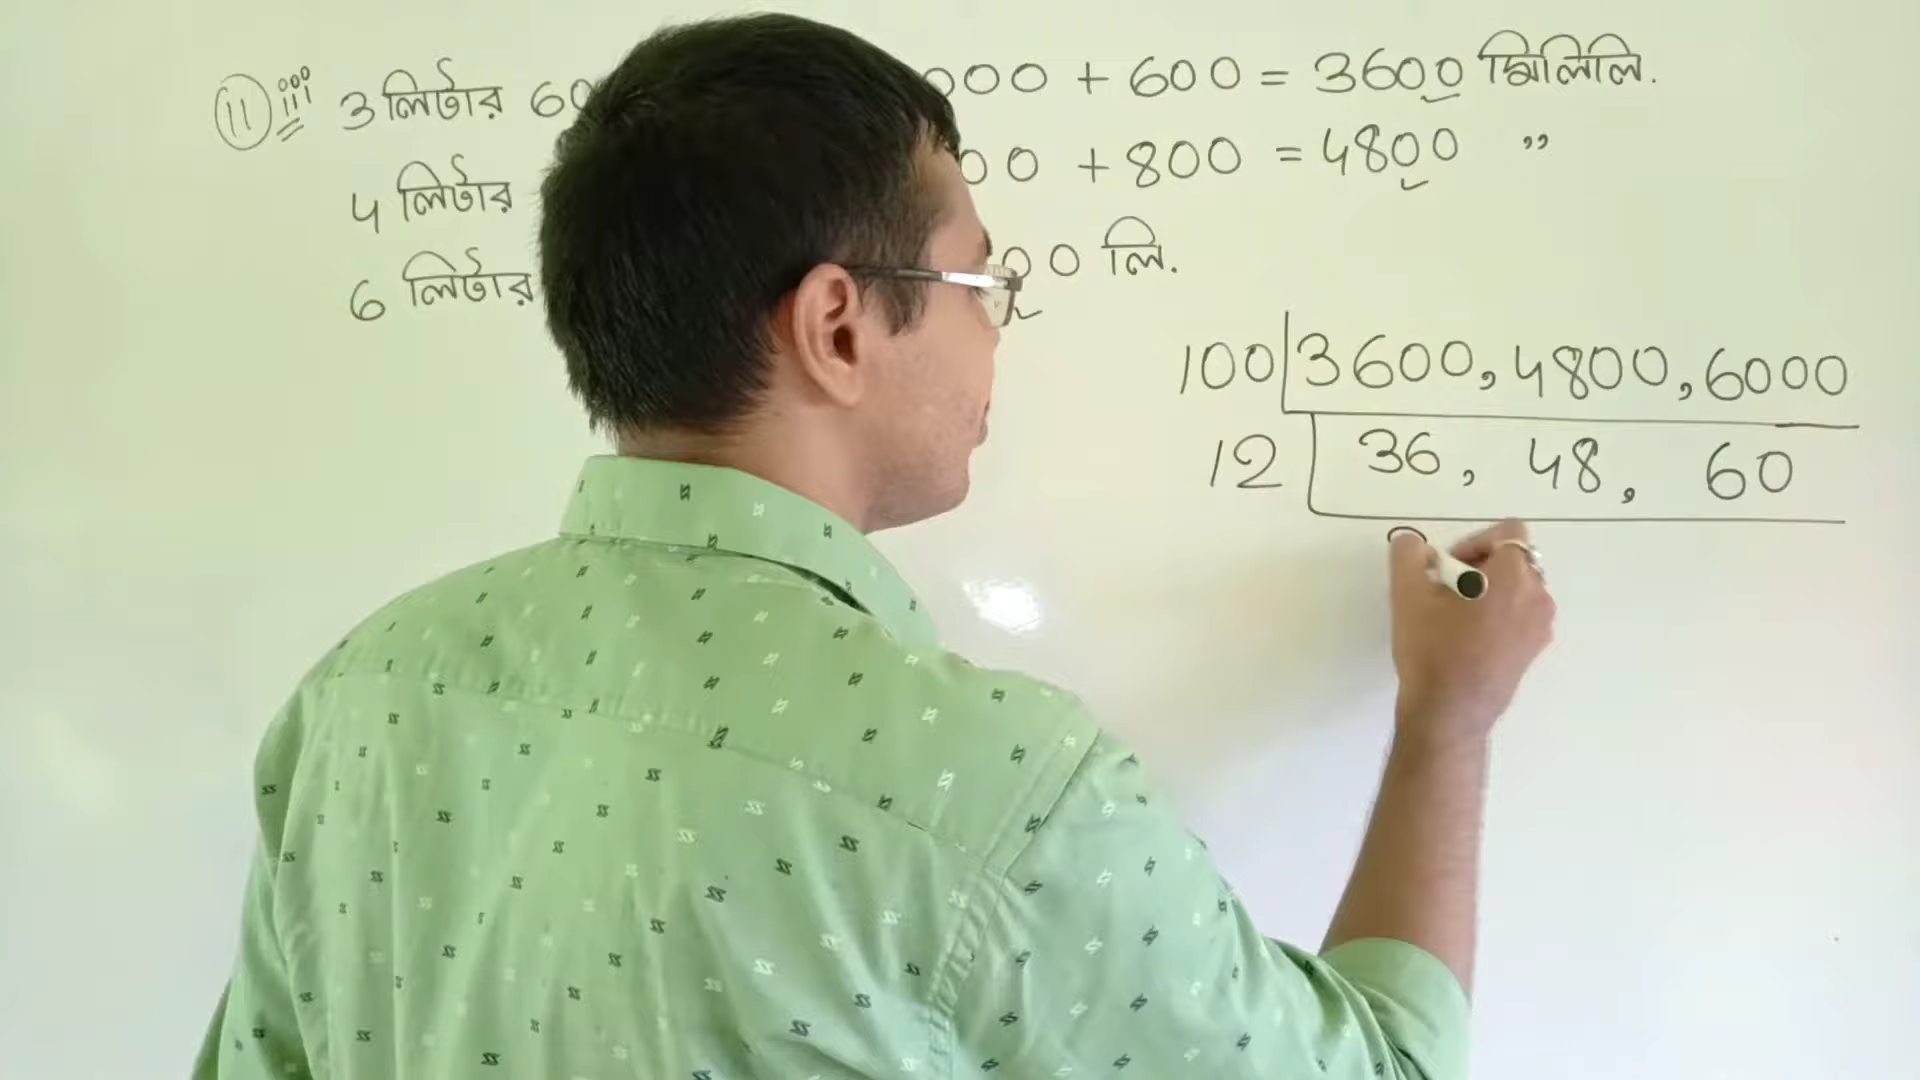 11 iii 3 লিটার 60 000 + 600 = 3600 মিলিলি.
4 লিটার 00 + 800 = 4800 ,,
6 লিটার 00 লি.
100 3600, 4800, 6000
12 36, 48, 60